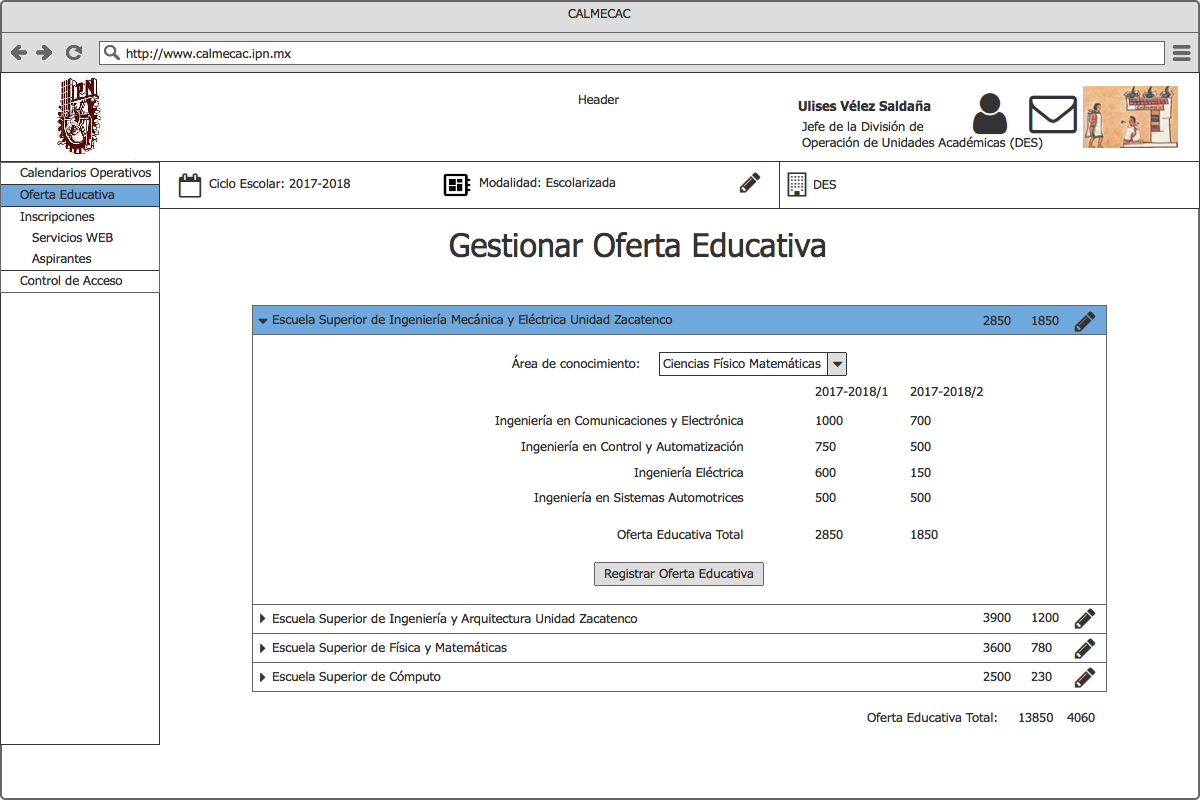 CALMECAC
http://www.calmecac.ipn.mx
IPN
Header
Ulises Vélez Saldaña
Jefe de la División de
Operación de Unidades Académicas (DES)
Calendarios Operativos
Oferta Educativa
Inscripciones
Servicios WEB
Aspirantes
Control de Acceso
Ciclo Escolar: 2017-2018
Modalidad: Escolarizada
DES
Gestionar Oferta Educativa
Escuela Superior de Ingeniería Mecánica y Eléctrica Unidad Zacatenco 2850 1850
Área de conocimiento: Ciencias Físico Matemáticas
2017-2018/1 2017-2018/2
Ingeniería en Comunicaciones y Electrónica 1000 700
Ingeniería en Control y Automatización 750 500
Ingeniería Eléctrica 600 150
Ingeniería en Sistemas Automotrices 500 500
Oferta Educativa Total 2850 1850
Registrar Oferta Educativa
Escuela Superior de Ingeniería y Arquitectura Unidad Zacatenco 3900 1200
Escuela Superior de Física y Matemáticas 3600 780
Escuela Superior de Cómputo 2500 230
Oferta Educativa Total: 13850 4060